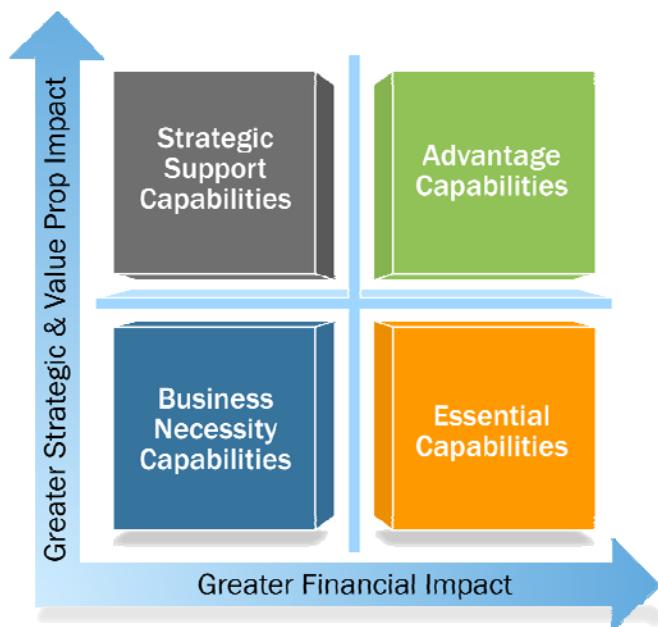 Greater Strategic & Value Prop Impact
Strategic
Support
Capabilities
Advantage
Capabilities
Business
Necessity
Capabilities
Essential
Capabilities
Greater Financial Impact